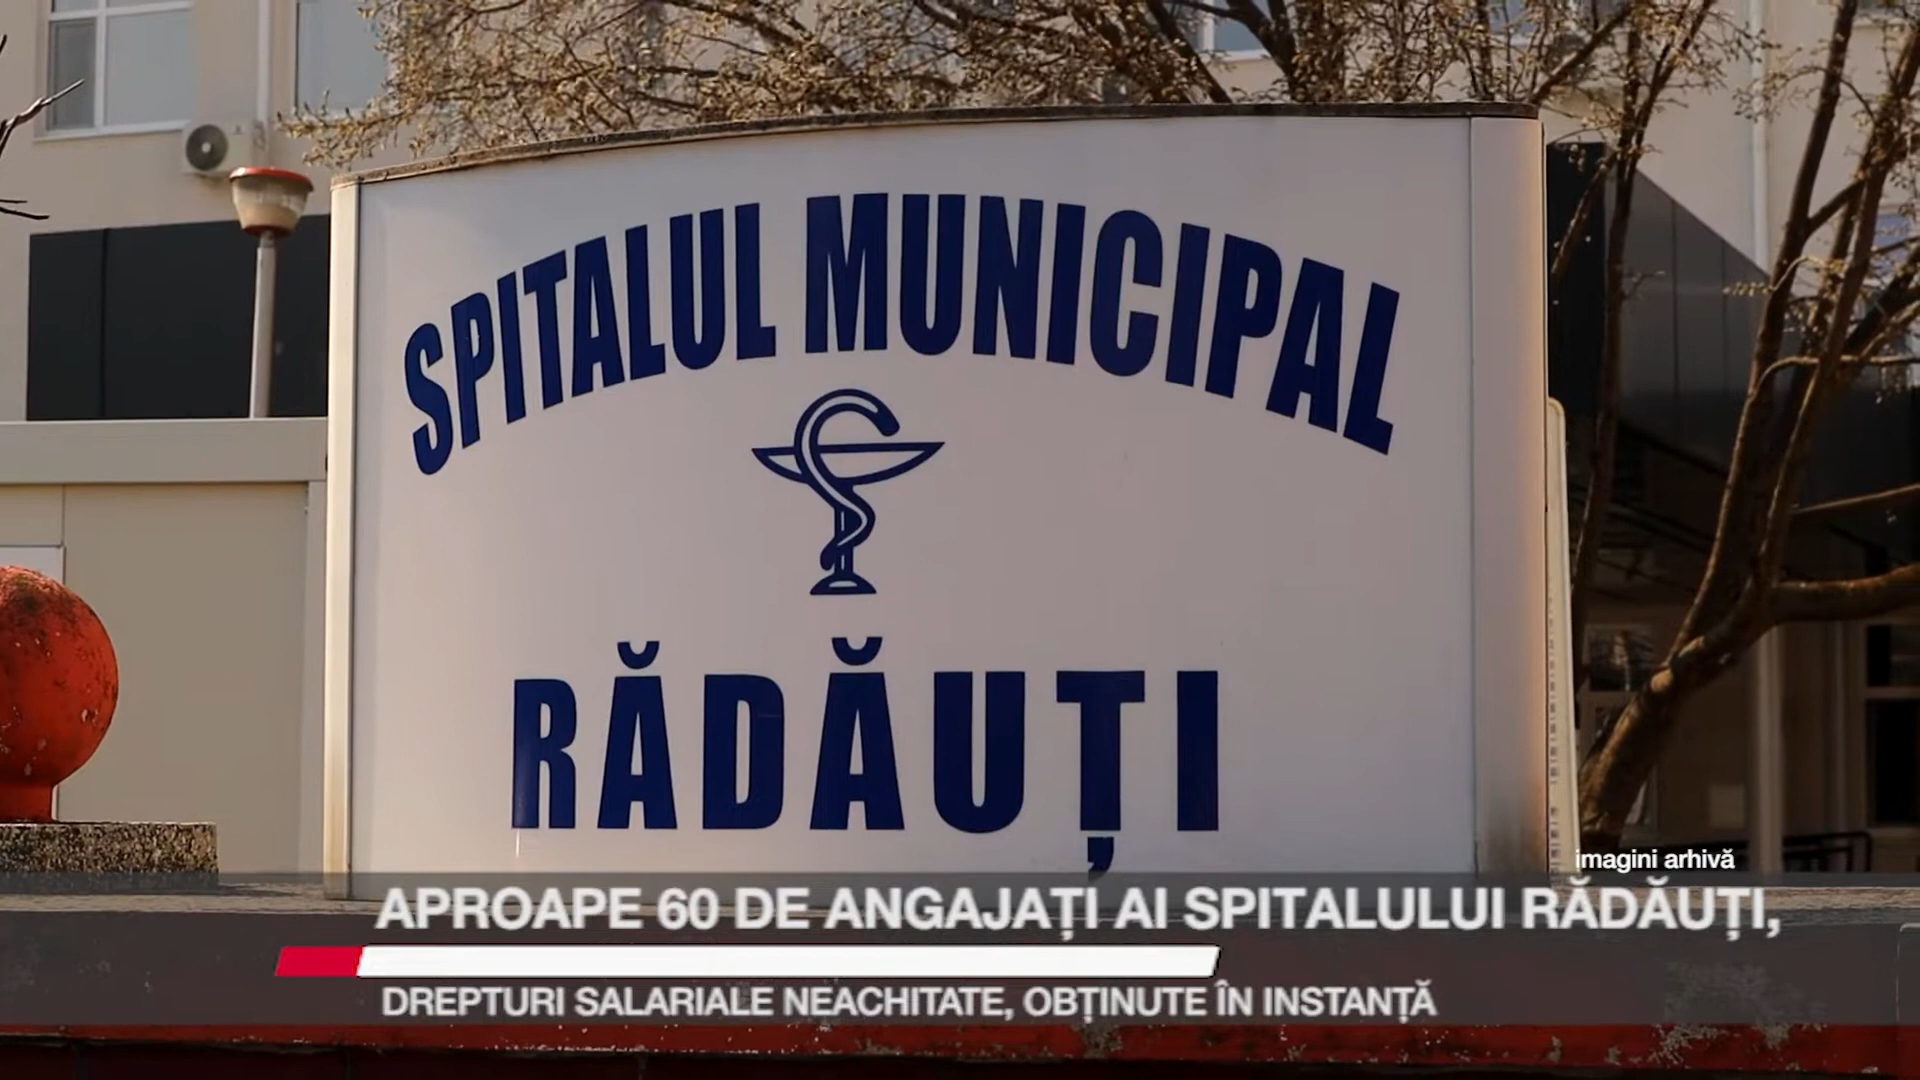 SPITALUL MUNICIPAL
RĂDĂUȚI
imagini arhivă
APROAPE 60 DE ANGAJAȚI AI SPITALULUI RĂDĂUȚI,
DREPTURI SALARIALE NEACHITATE, OBȚINUTE ÎN INSTANȚĂ